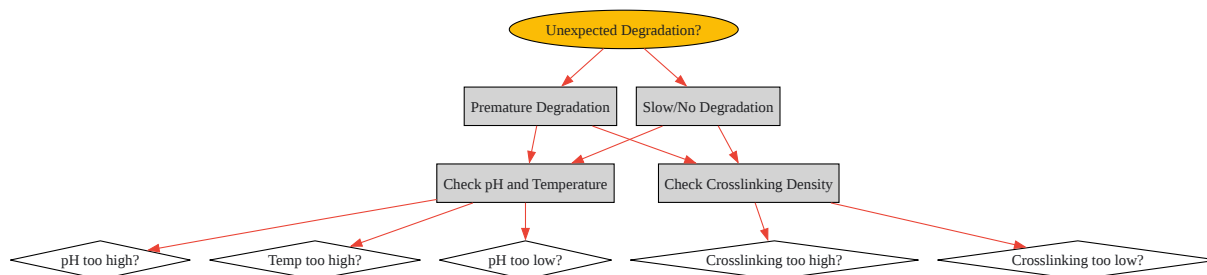 Unexpected Degradation?
Premature Degradation
Slow/No Degradation
Check pH and Temperature
Check Crosslinking Density
pH too high?
Temp too high?
pH too low?
Crosslinking too high?
Crosslinking too low?